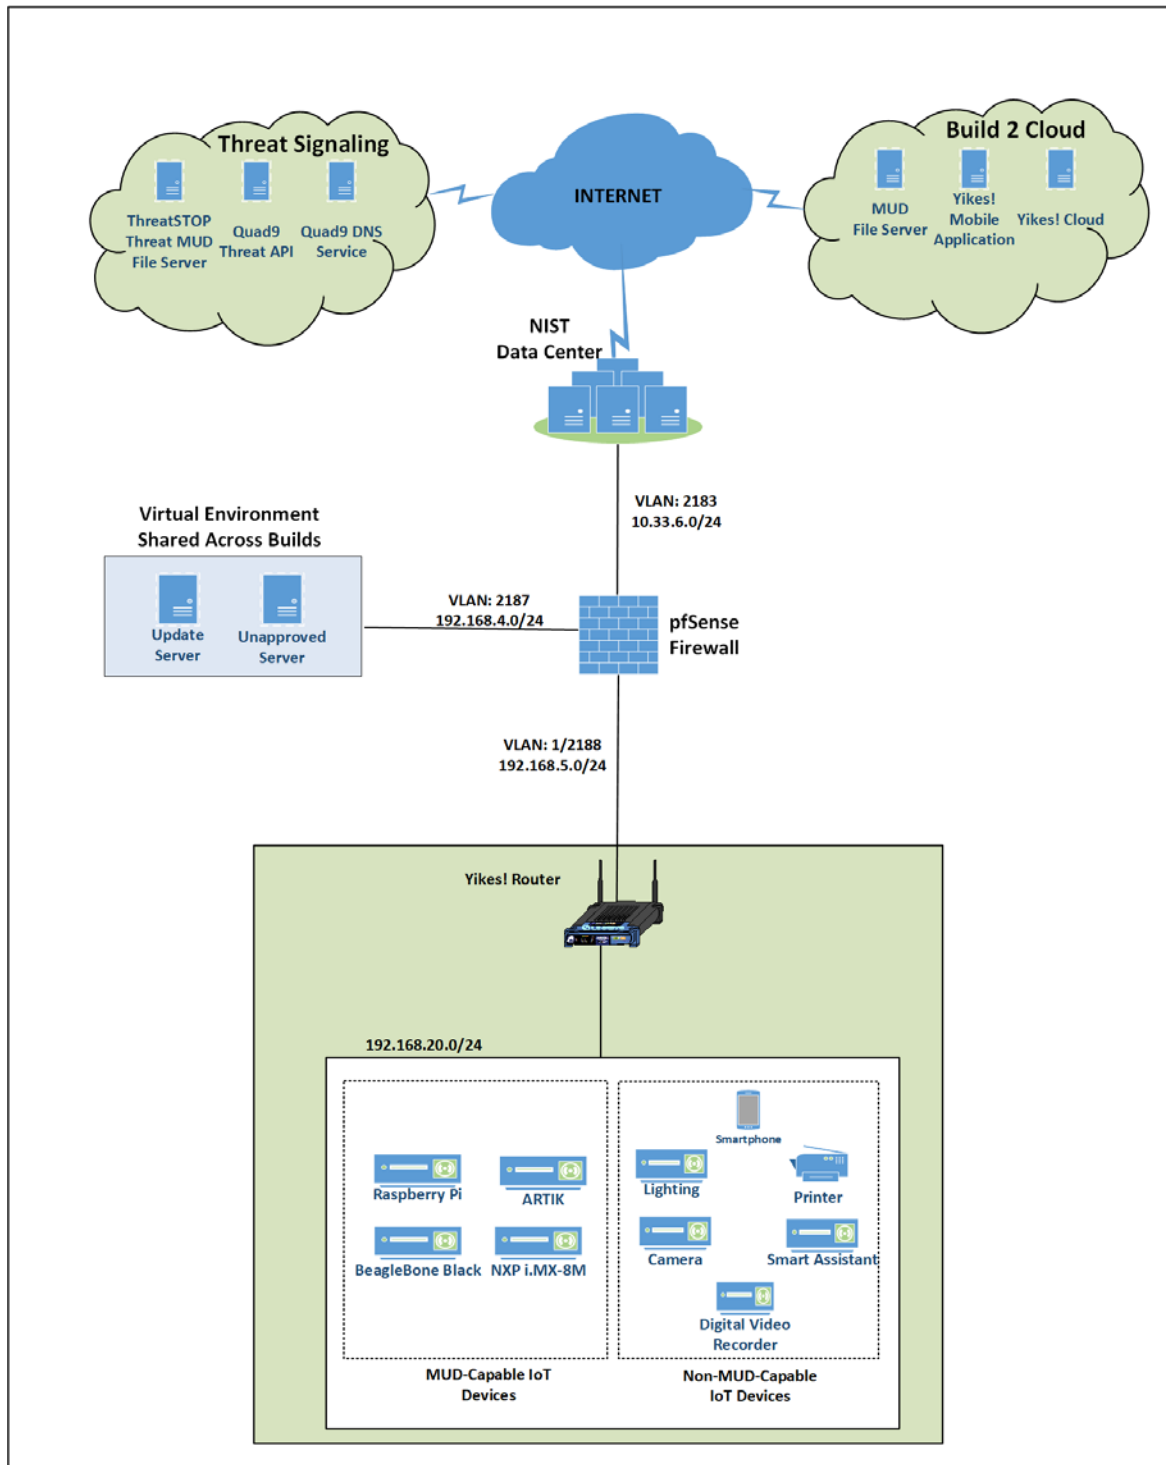 Threat Signaling
ThreatSTOP
Threat MUD
File Server
Quad9
Threat API
Quad9 DNS
Service
INTERNET
Build 2 Cloud
MUD
File Server
Yikes!
Mobile
Application
Yikes! Cloud
NIST
Data Center
VLAN: 2183
10.33.6.0/24
Virtual Environment
Shared Across Builds
Update
Server
Unapproved
Server
VLAN: 2187
192.168.4.0/24
pfSense
Firewall
VLAN: 1/2188
192.168.5.0/24
Yikes! Router
192.168.20.0/24
Raspberry Pi
ARTIK
BeagleBone Black
NXP i.MX-8M
MUD-Capable IoT
Devices
Smartphone
Lighting
Printer
Camera
Smart Assistant
Digital Video
Recorder
Non-MUD-Capable
IoT Devices